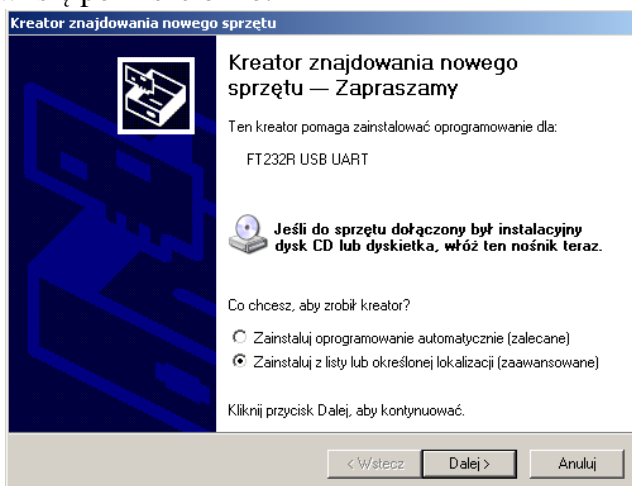 Kreator znajdowania nowego sprzętu
Kreator znajdowania nowego
sprzętu — Zapraszamy
Ten kreator pomaga zainstalować oprogramowanie dla:
FT232R USB UART
Jeśli do sprzętu dołączony był instalacyjny
dysk CD lub dyskietka, włóż ten nośnik teraz.
Co chcesz, aby zrobił kreator?
Zainstaluj oprogramowanie automatycznie (zalecane)
Zainstaluj z listy lub określonej lokalizacji (zaawansowane)
Kliknij przycisk Dalej, aby kontynuować.
< Wstecz Dalej > Anuluj